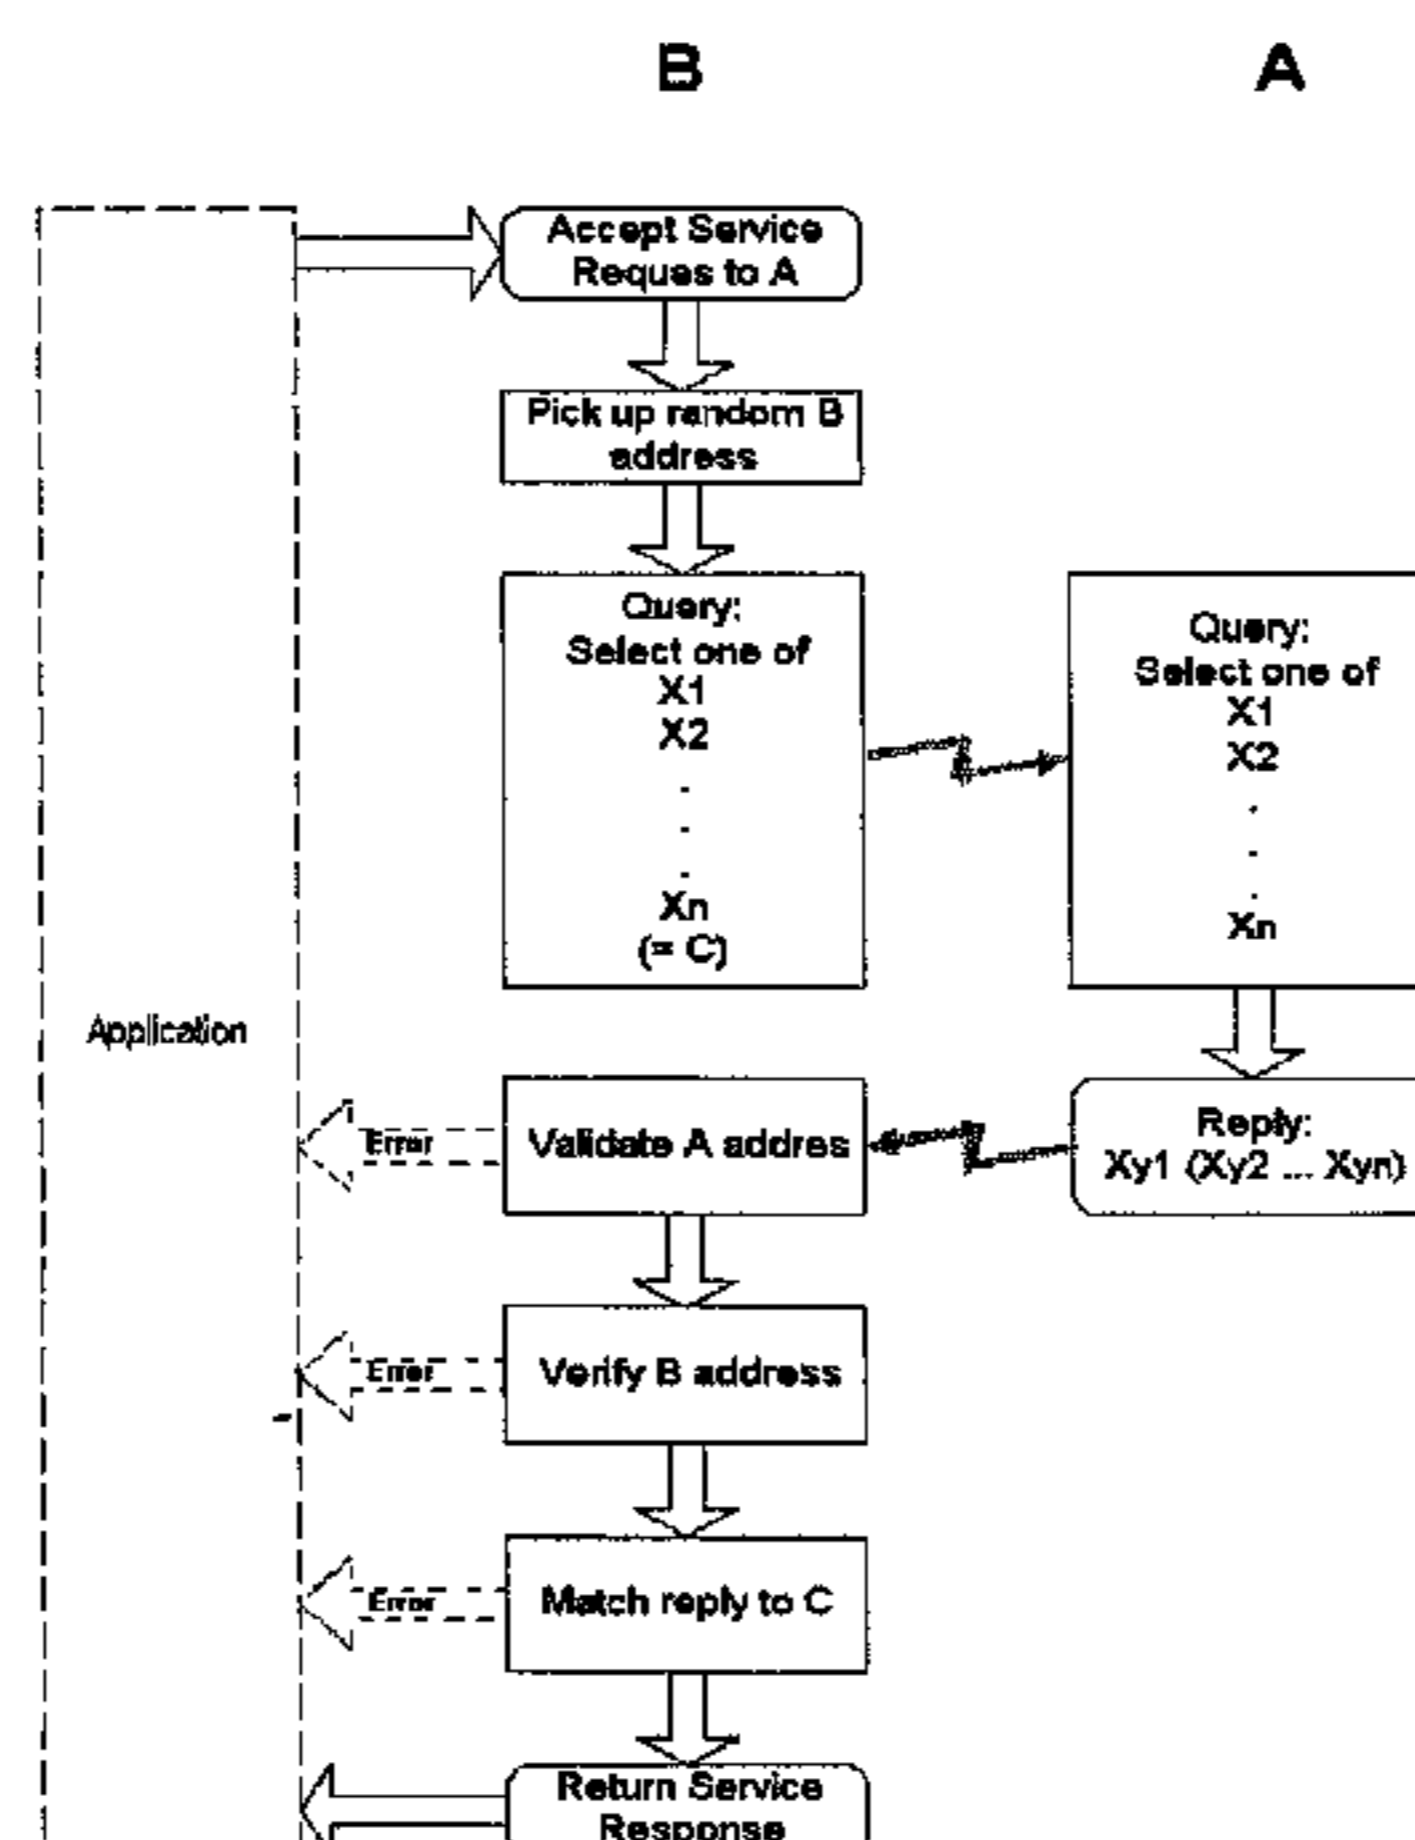 B
A
Accept Service
Reques to A
Pick up random B
address
Query:
Select one of
X1
X2
.
.
.
Xn
(= C)
Query:
Select one of
X1
X2
.
.
.
Xn
Application
Error
Validate A addres
Reply:
Xy1 (Xy2 ... Xyn)
Error
Verify B address
Error
Match reply to C
Return Service
Response